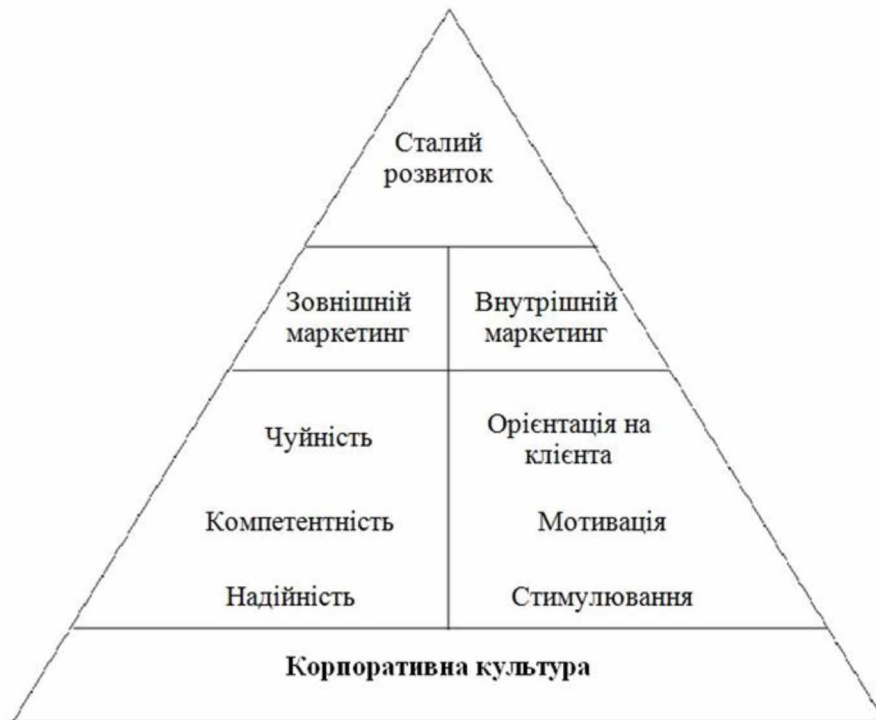 Сталий
розвиток
Зовнішній
маркетинг
Внутрішній
маркетинг
Чуйність
Орієнтація на
клієнта
Компетентність
Мотивація
Надійність
Стимулювання
Корпоративна культура